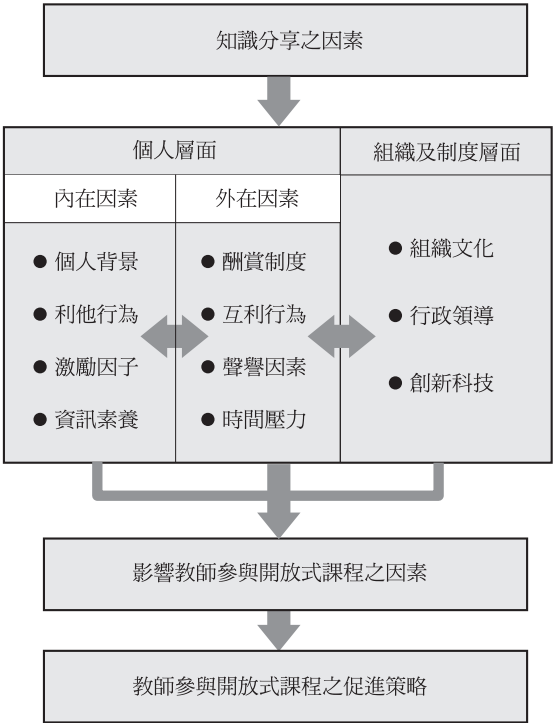 知識分享之因素
個人層面
組織及制度層面
內在因素
外在因素
● 個人背景
● 利他行為
● 激勵因子
● 資訊素養
● 酬賞制度
● 互利行為
● 聲譽因素
● 時間壓力
● 組織文化
● 行政領導
● 創新科技
影響教師參與開放式課程之因素
教師參與開放式課程之促進策略